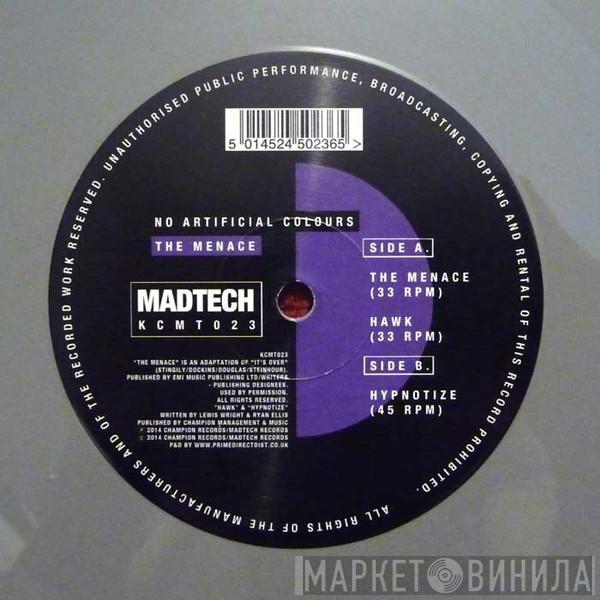 ALL RIGHTS OF THE MANUFACTURERS AND OF THE RECORDED WORK RESERVED. UNAUTHORISED PUBLIC PERFORMANCE, BROADCASTING, COPYING AND RENTAL OF THIS RECORD PROHIBITED.
5 014524 502365 >
NO ARTIFICIAL COLOURS
THE MENACE
MADTECH
KCMT023
KCMT023
"THE MENACE" IS AN ADAPTATION OF "IT'S OVER"
(STINGILY/DOCKINS/DOUGLAS/STEINHOUR).
PUBLISHED BY EMI MUSIC PUBLISHING LTD/WRITERS
- PUBLISHING DESIGNEES.
USED BY PERMISSION.
ALL RIGHTS RESERVED.
"HAWK" & "HYPNOTIZE"
WRITTEN BY LEWIS WRIGHT & RYAN ELLIS
PUBLISHED BY CHAMPION MANAGEMENT & MUSIC
℗ 2014 CHAMPION RECORDS/MADTECH RECORDS
© 2014 CHAMPION RECORDS/MADTECH RECORDS
P&D BY WWW.PRIMEDIRECTDIST.CO.UK
SIDE A.
THE MENACE
(33 RPM)
HAWK
(33 RPM)
SIDE B.
HYPNOTIZE
(45 RPM)
МАРКЕТ ВИНИЛА